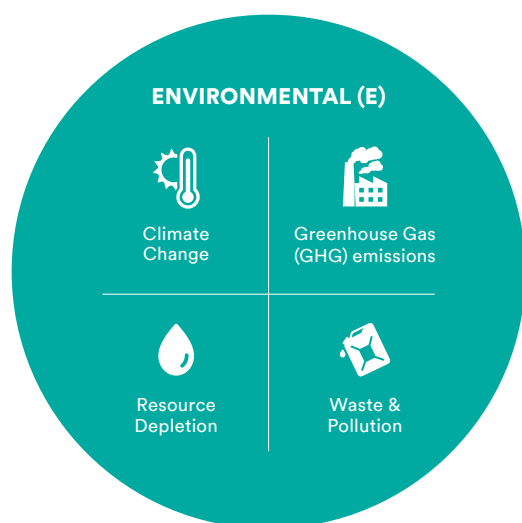 ENVIRONMENTAL (E)
Climate
Change
Greenhouse Gas
(GHG) emissions
Resource
Depletion
Waste &
Pollution